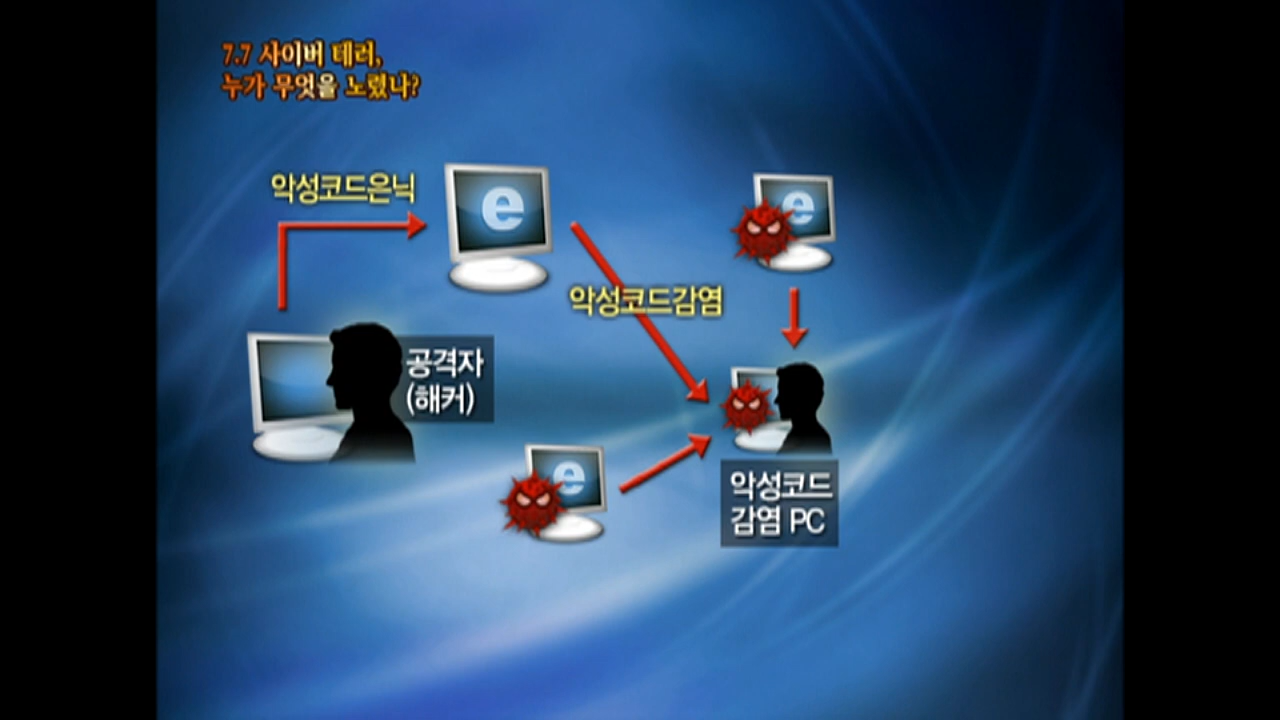 7.7 사이버 테러,
누가 무엇을 노렸나?
악성코드은닉
악성코드감염
공격자
(해커)
악성코드
감염 PC